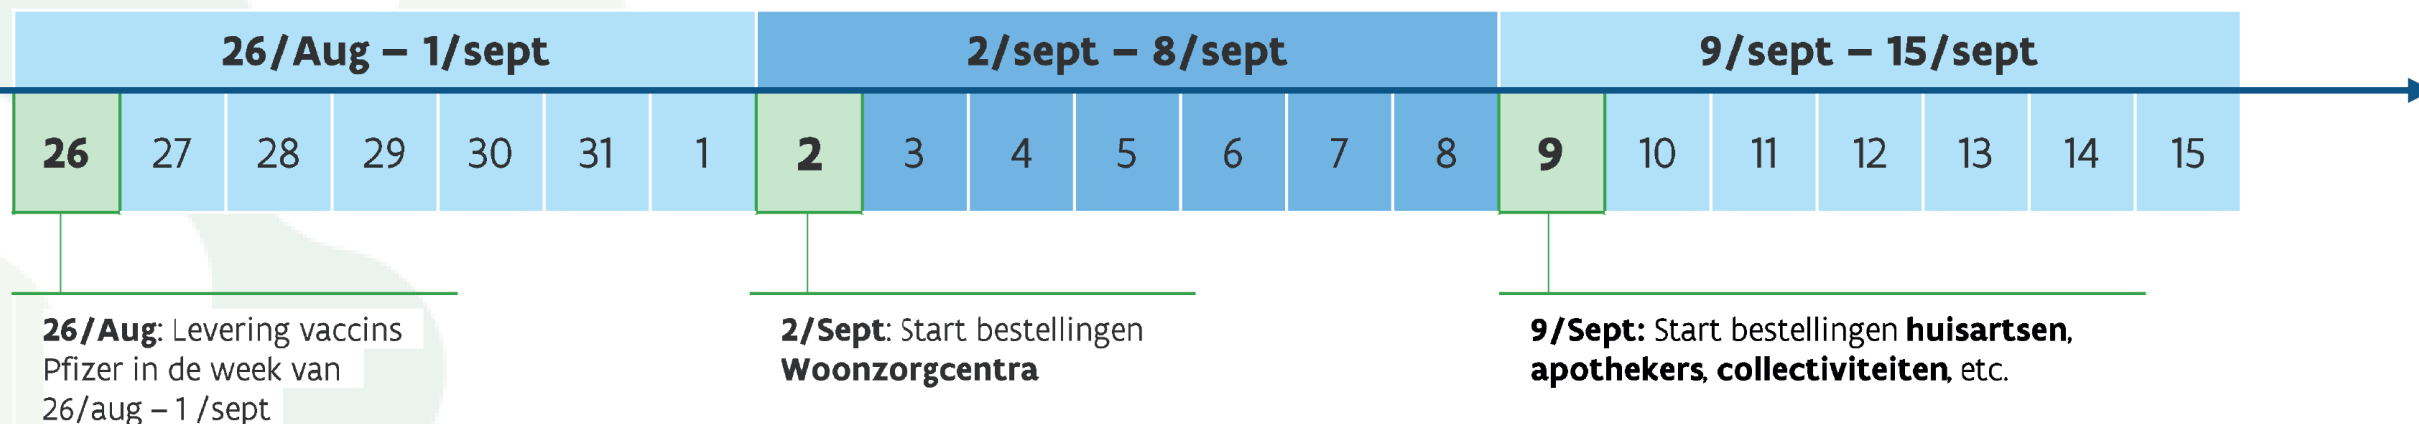 26/Aug – 1/sept
2/sept – 8/sept
9/sept – 15/sept
26 27 28 29 30 31 1 2 3 4 5 6 7 8 9 10 11 12 13 14 15
26/Aug: Levering vaccins
Pfizer in de week van
26/aug – 1 /sept
2/Sept: Start bestellingen
Woonzorgcentra
9/Sept: Start bestellingen huisartsen,
apothekers, collectiviteiten, etc.